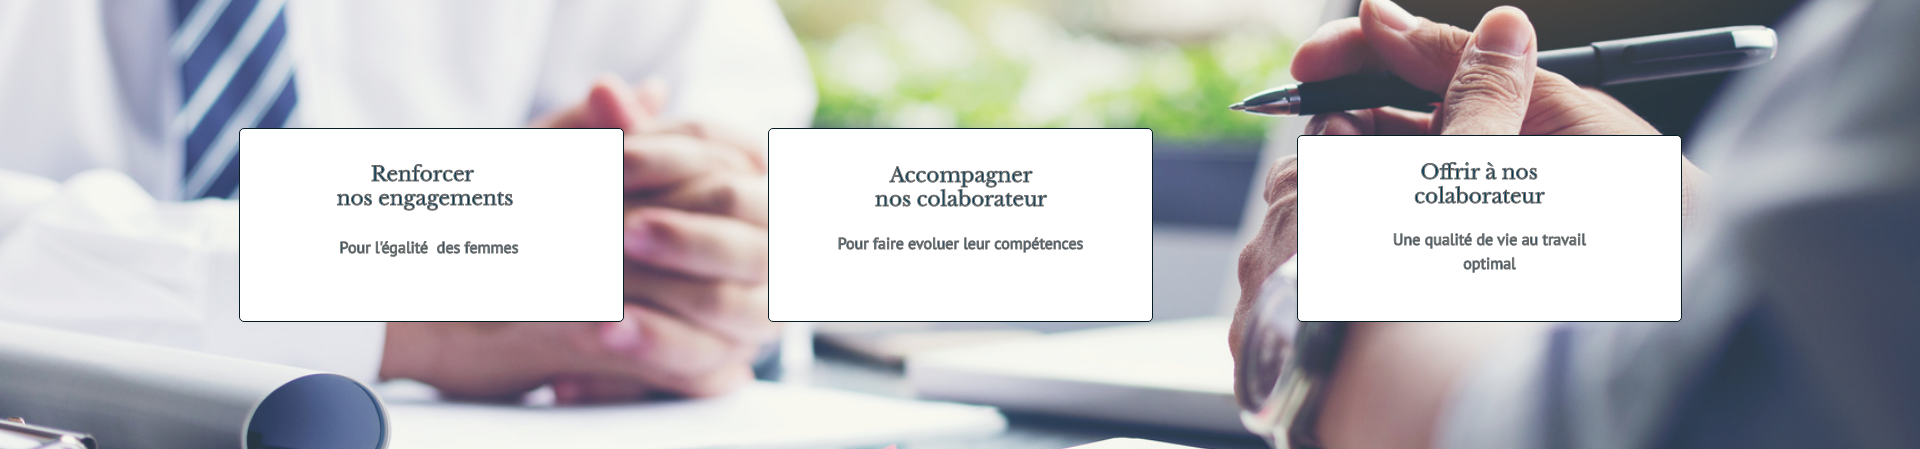 Renforcer
nos engagements
Pour l'égalité  des femmes
Accompagner
nos colaborateur
Pour faire evoluer leur compétences
Offrir à nos
colaborateur
Une qualité de vie au travail
optimal